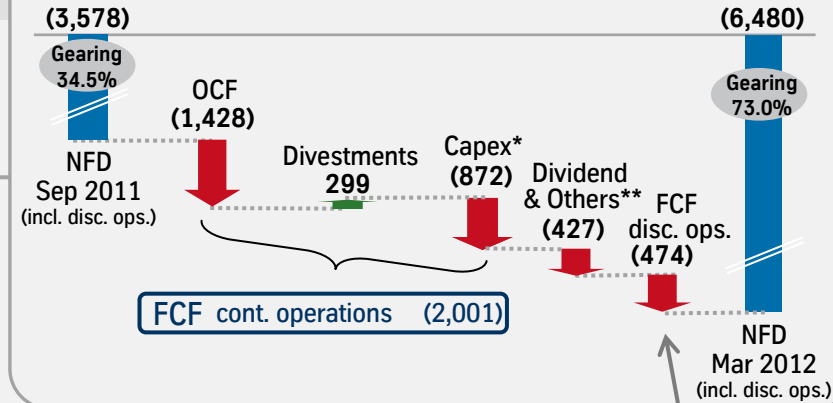 (3,578)
Gearing
34.5%
NFD
Sep 2011
(incl. disc. ops.)
OCF
(1,428)
Divestments
299
Capex*
(872)
Dividend
& Others**
(427)
FCF
disc. ops.
(474)
FCF cont. operations (2,001)
(6,480)
Gearing
73.0%
NFD
Mar 2012
(incl. disc. ops.)